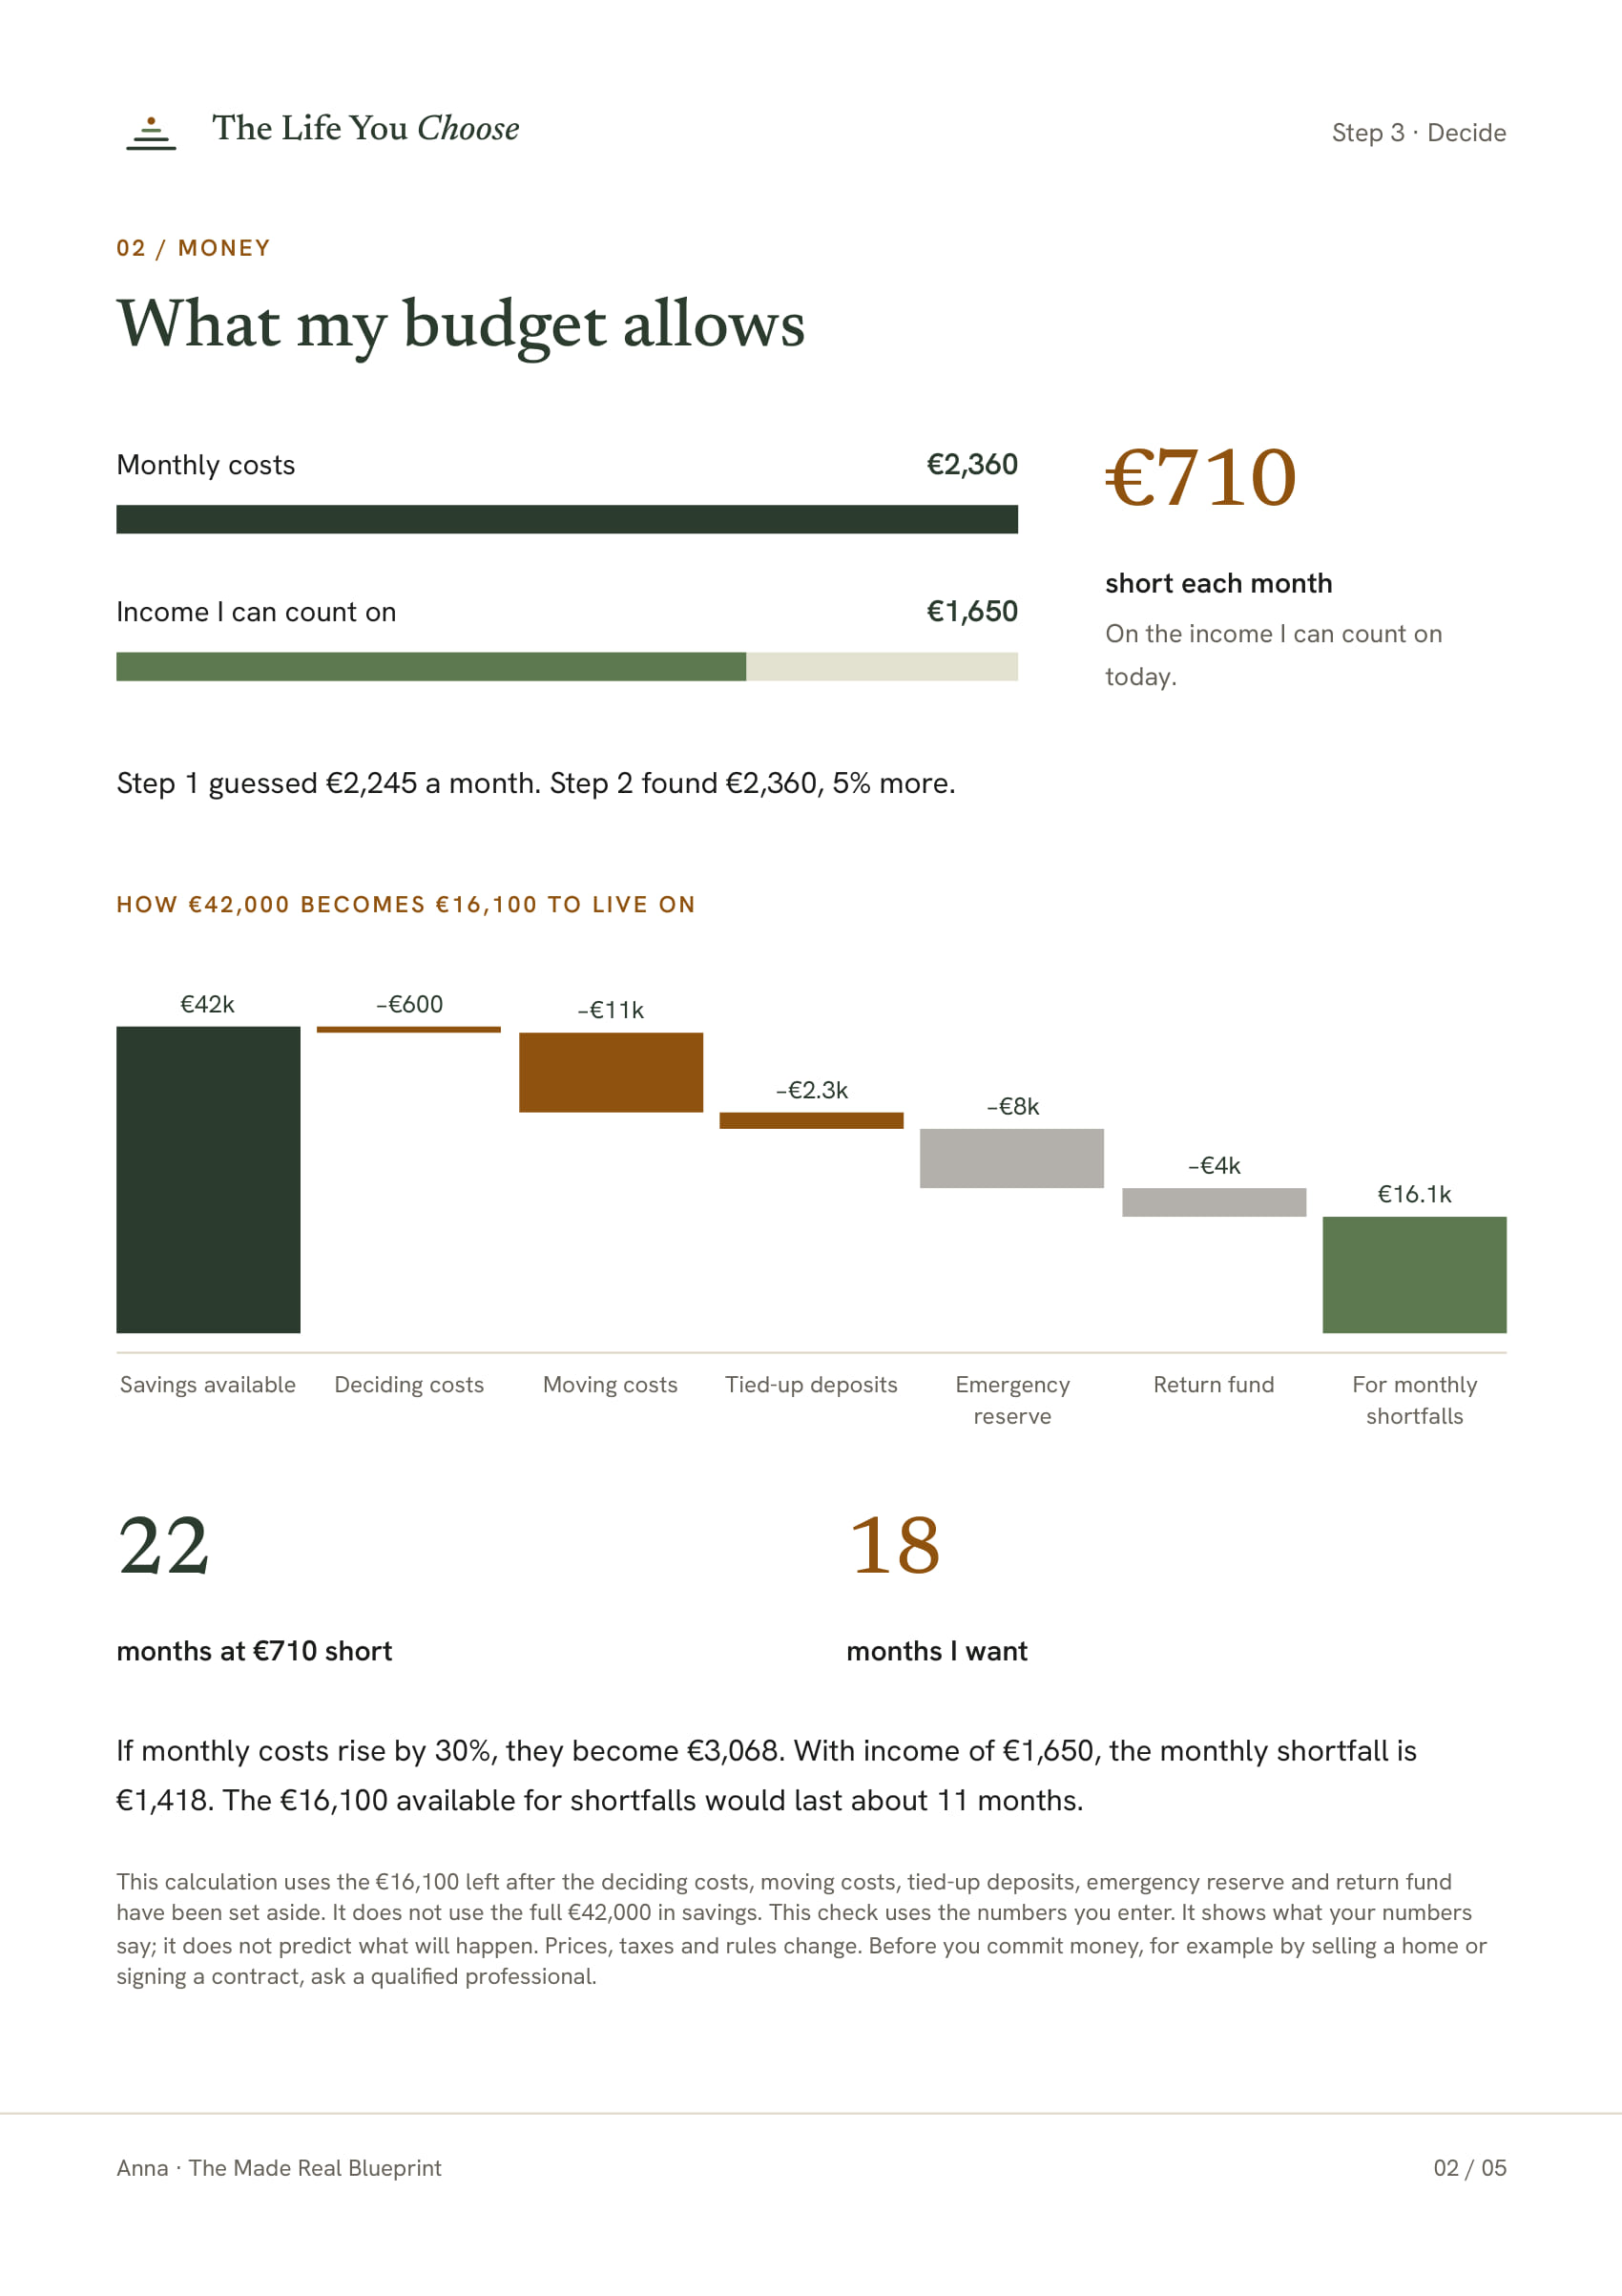 The Life You Choose
Step 3 · Decide
02 / MONEY
What my budget allows
Monthly costs
€2,360
Income I can count on
€1,650
€710
short each month
On the income I can count on
today.
Step 1 guessed €2,245 a month. Step 2 found €2,360, 5% more.
HOW €42,000 BECOMES €16,100 TO LIVE ON
€42k
–€600
–€11k
–€2.3k
–€8k
–€4k
€16.1k
Savings available
Deciding costs
Moving costs
Tied-up deposits
Emergency
reserve
Return fund
For monthly
shortfalls
22
months at €710 short
18
months I want
If monthly costs rise by 30%, they become €3,068. With income of €1,650, the monthly shortfall is
€1,418. The €16,100 available for shortfalls would last about 11 months.
This calculation uses the €16,100 left after the deciding costs, moving costs, tied-up deposits, emergency reserve and return fund
have been set aside. It does not use the full €42,000 in savings. This check uses the numbers you enter. It shows what your numbers
say; it does not predict what will happen. Prices, taxes and rules change. Before you commit money, for example by selling a home or
signing a contract, ask a qualified professional.
Anna · The Made Real Blueprint
02 / 05